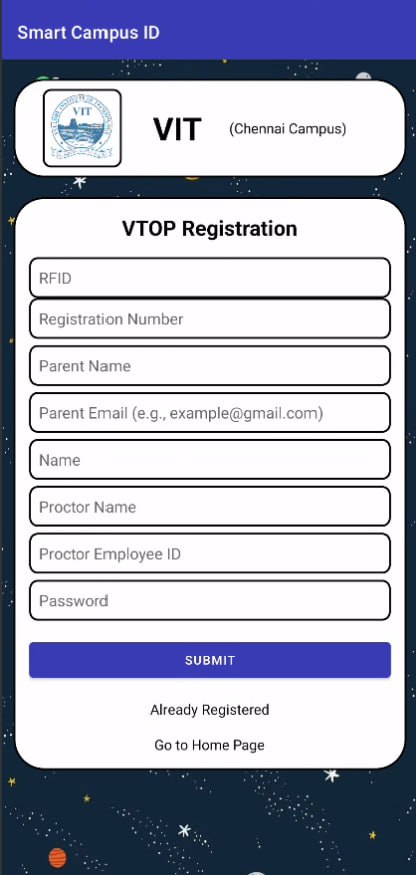 Smart Campus ID
VIT
VIT (Chennai Campus)
VTOP Registration
RFID
Registration Number
Parent Name
Parent Email (e.g., example@gmail.com)
Name
Proctor Name
Proctor Employee ID
Password
SUBMIT
Already Registered
Go to Home Page